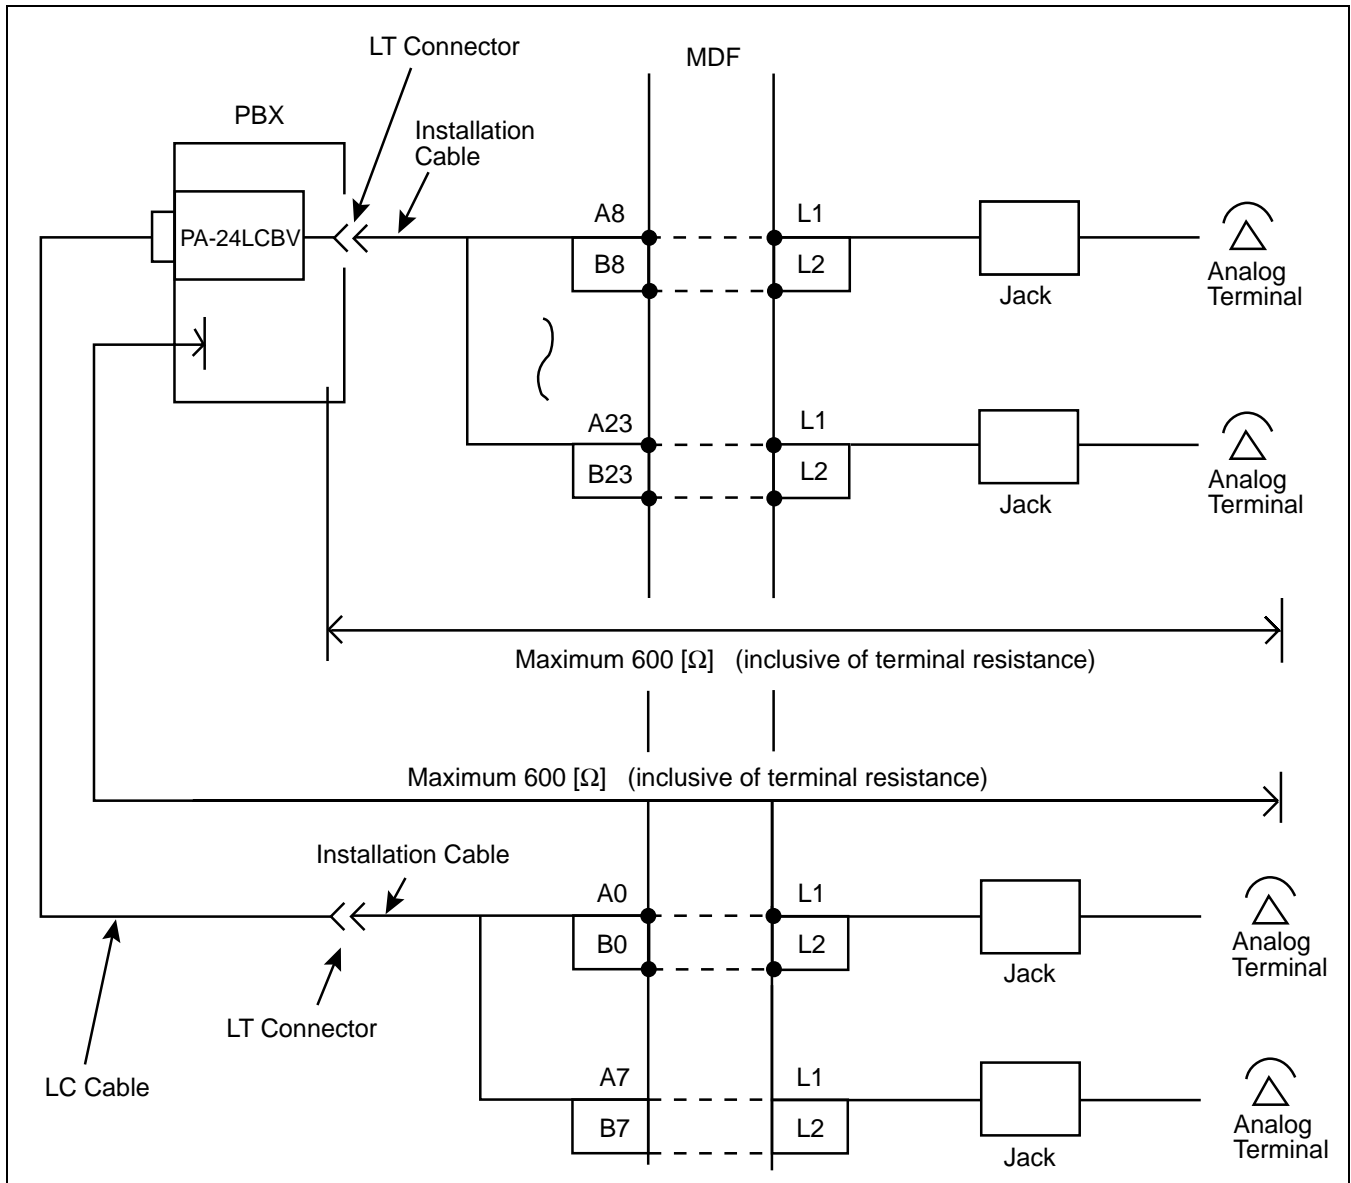 LT Connector
MDF
PBX
Installation
Cable
PA-24LCBV
A8
B8
L1
L2
Jack
Analog
Terminal
A23
B23
L1
L2
Jack
Analog
Terminal
Maximum 600 [Ω] (inclusive of terminal resistance)
Maximum 600 [Ω] (inclusive of terminal resistance)
Installation Cable
A0
B0
L1
L2
Jack
Analog
Terminal
LT Connector
LC Cable
A7
B7
L1
L2
Jack
Analog
Terminal